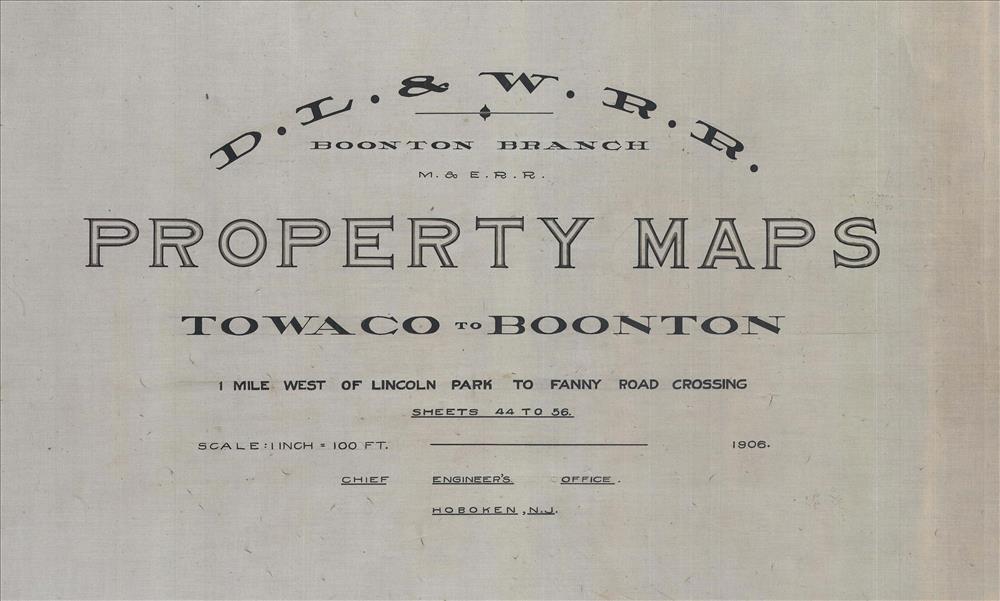 D. L. & W. R. R.
BOONTON BRANCH
M. & E. R. R.
PROPERTY MAPS
TOWACO TO BOONTON
1 MILE WEST OF LINCOLN PARK TO FANNY ROAD CROSSING
SHEETS 44 TO 56.
SCALE: 1 INCH = 100 FT. 1906.
CHIEF ENGINEER'S OFFICE.
HOBOKEN, N.J.